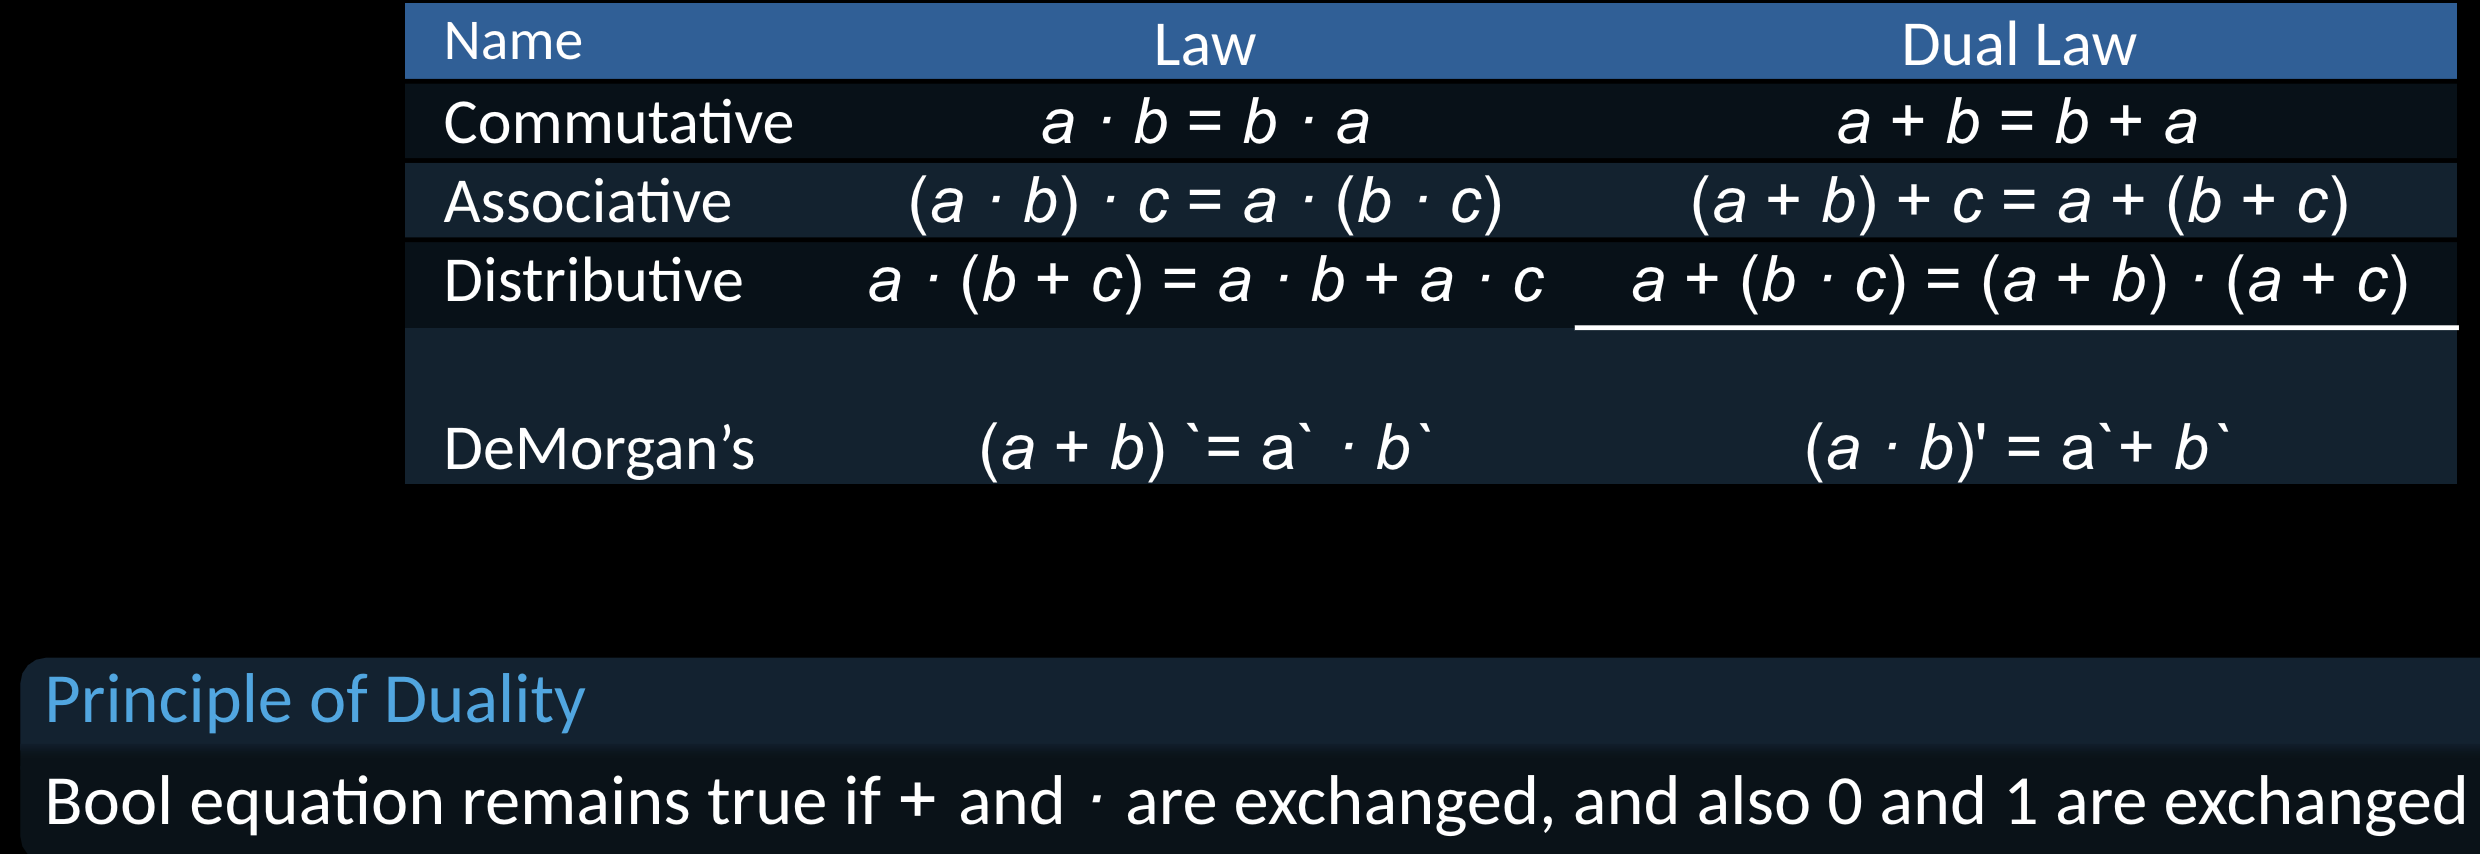 Name Law Dual Law
Commutative a · b = b · a a + b = b + a
Associative (a · b) · c = a · (b · c) (a + b) + c = a + (b + c)
Distributive a · (b + c) = a · b + a · c a + (b · c) = (a + b) · (a + c)
DeMorgan’s (a + b) `= a` · b` (a · b)' = a`+ b`
Principle of Duality
Bool equation remains true if + and · are exchanged, and also 0 and 1 are exchanged